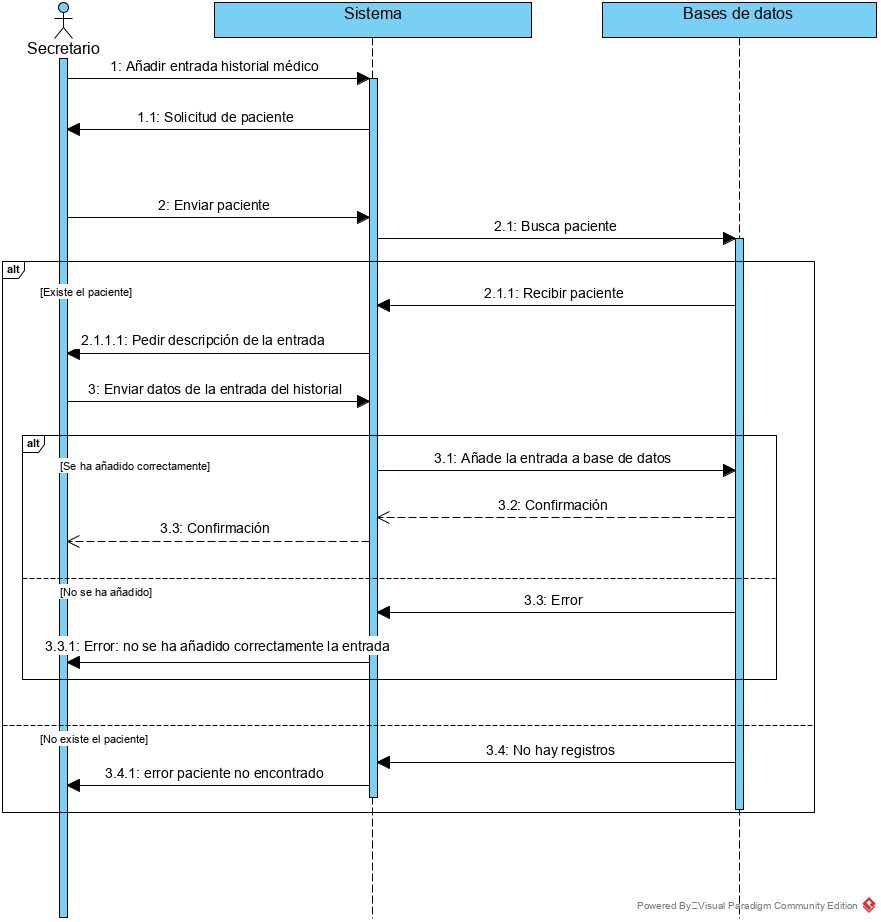 Secretario
Sistema
Bases de datos
1: Añadir entrada historial médico
1.1: Solicitud de paciente
2: Enviar paciente
2.1: Busca paciente
alt
[Existe el paciente]
2.1.1: Recibir paciente
2.1.1.1: Pedir descripción de la entrada
3: Enviar datos de la entrada del historial
alt
[Se ha añadido correctamente]
3.1: Añade la entrada a base de datos
3.2: Confirmación
3.3: Confirmación
[No se ha añadido]
3.3: Error
3.3.1: Error: no se ha añadido correctamente la entrada
[No existe el paciente]
3.4: No hay registros
3.4.1: error paciente no encontrado
Powered By Visual Paradigm Community Edition